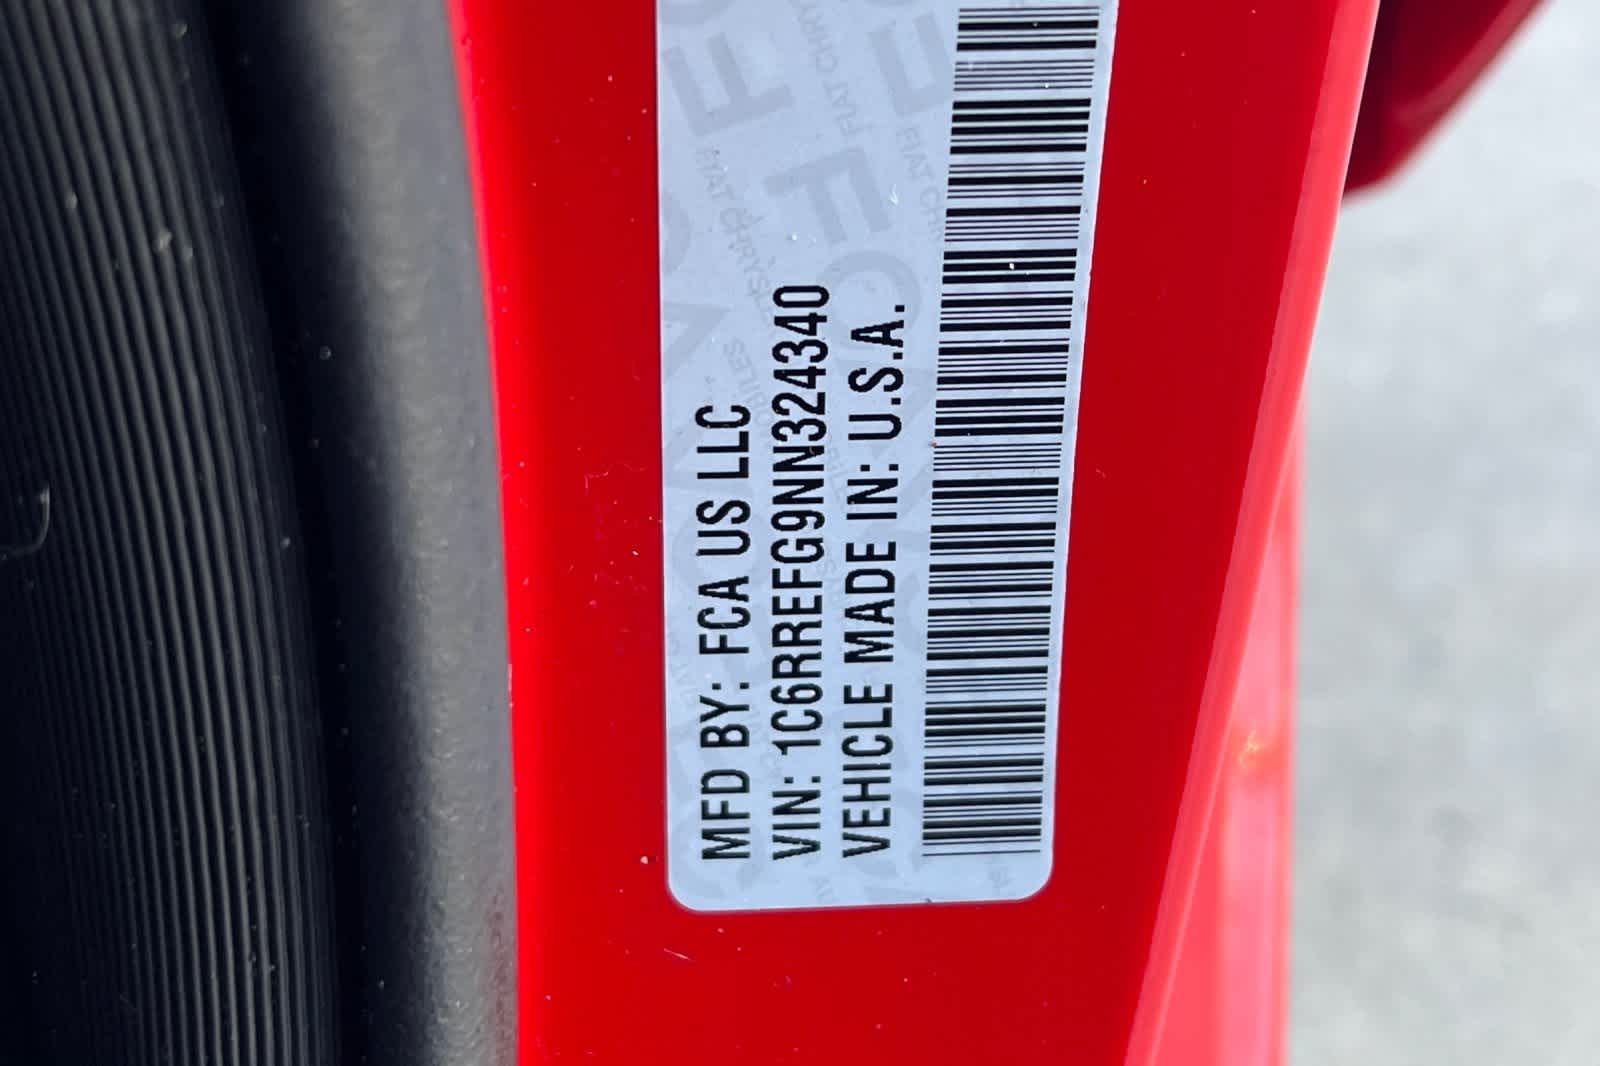 MFD BY: FCA US LLC
VIN: 1C6RREFG9NN324340
VEHICLE MADE IN: U.S.A.